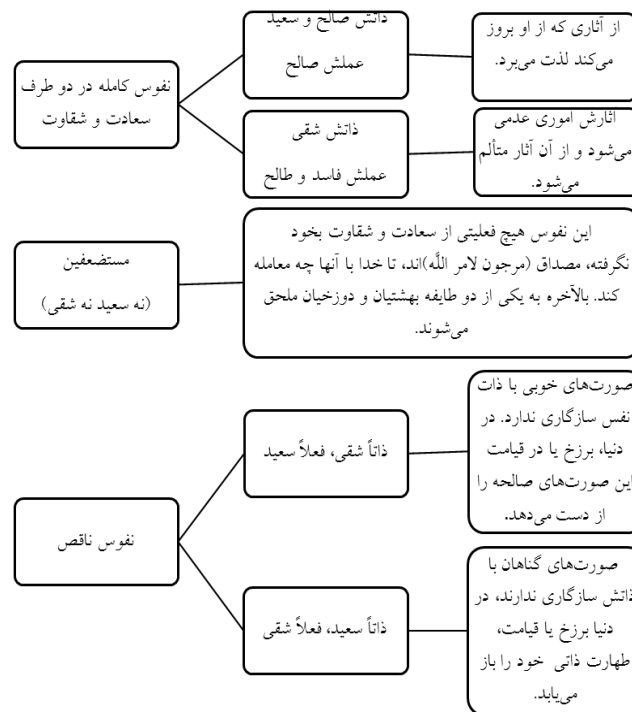 نفوس کامله در دو طرف
سعادت و شقاوت
ذاتش صالح و سعید
عملش صالح
از آثاری که از او بروز
می‌کند لذت می‌برد.
ذاتش شقی
عملش فاسد و طالح
آثارش اموری عدمی
می‌شود و از آن آثار متألم
می‌شود.
مستضعفین
(نه سعید نه شقی)
این نفوس هیچ فعلیتی از سعادت و شقاوت بخود
نگرفته، مصداق (مرجون لامر اللَّه)اند، تا خدا با آنها چه معامله
کند. بالآخره به یکی از دو طایفه بهشتیان و دوزخیان ملحق
می‌شوند.
نفوس ناقص
ذاتاً شقی، فعلاً سعید
صورت‌های خوبی با ذات
نفس سازگاری ندارد. در
دنیا، برزخ یا در قیامت
این صورت‌های صالحه را
از دست می‌دهد.
ذاتاً سعید، فعلاً شقی
صورت‌های گناهان با
ذاتش سازگاری ندارند، در
دنیا برزخ یا قیامت،
طهارت ذاتی خود را باز
می‌یابد.